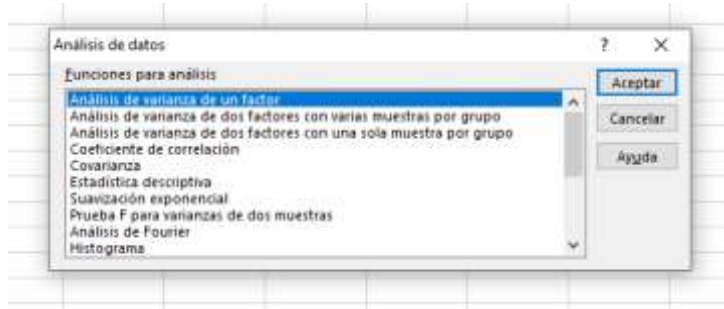 Análisis de datos
? X
Funciones para análisis
Análisis de varianza de un factor
Análisis de varianza de dos factores con varias muestras por grupo
Análisis de varianza de dos factores con una sola muestra por grupo
Coeficiente de correlación
Covarianza
Estadística descriptiva
Suavización exponencial
Prueba F para varianzas de dos muestras
Análisis de Fourier
Histograma
Aceptar
Cancelar
Ayuda